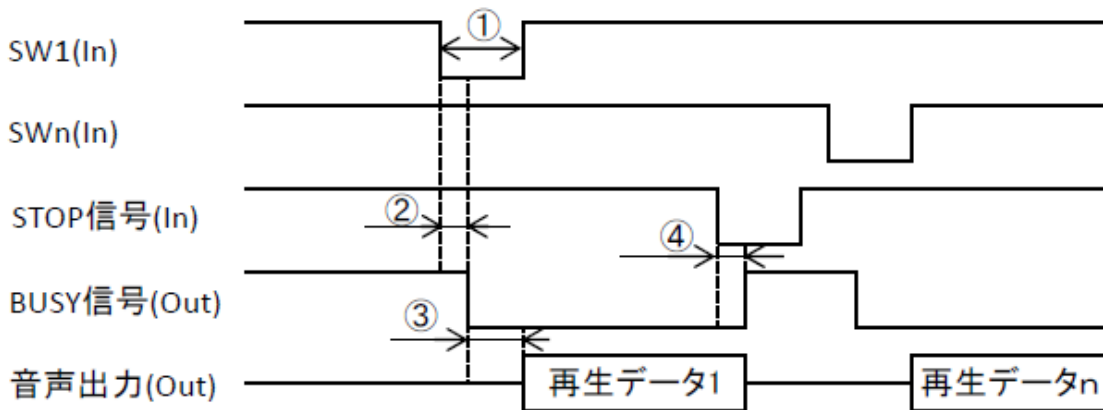 ①
SW1(In)
SWn(In)
STOP信号(In)
②
④
BUSY信号(Out)
③
音声出力(Out)
再生データ1
再生データn